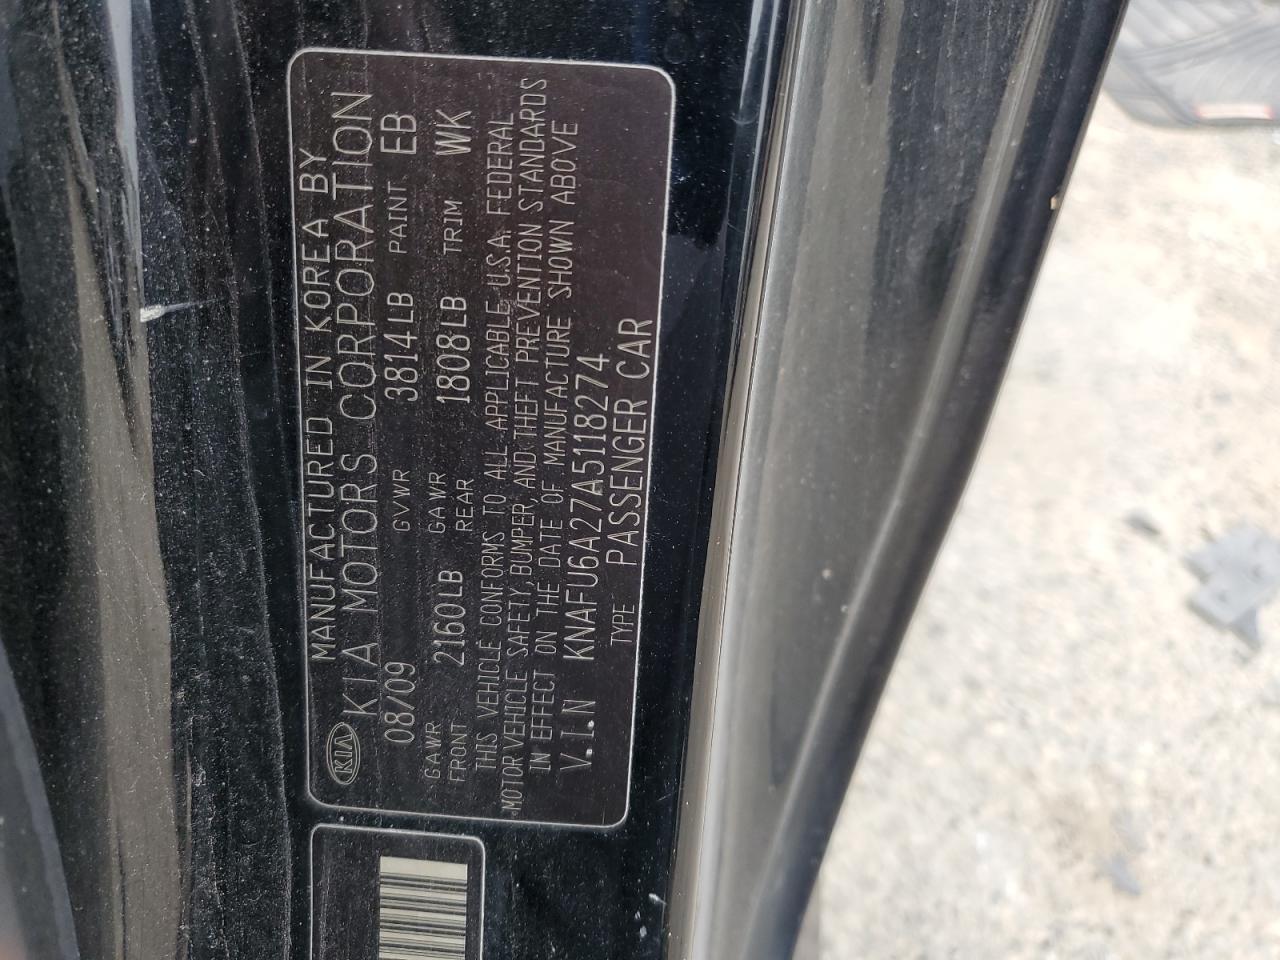 MANUFACTURED IN KOREA BY
KIA KIA MOTORS CORPORATION
08/09 GVWR 3814LB PAINT EB
GAWR FRONT 2160LB GAWR REAR 1808LB TRIM WK
THIS VEHICLE CONFORMS TO ALL APPLICABLE U.S.A. FEDERAL
MOTOR VEHICLE SAFETY, BUMPER, AND THEFT PREVENTION STANDARDS
IN EFFECT ON THE DATE OF MANUFACTURE SHOWN ABOVE
V.I.N KNAFU6A27A5118274
TYPE PASSENGER CAR